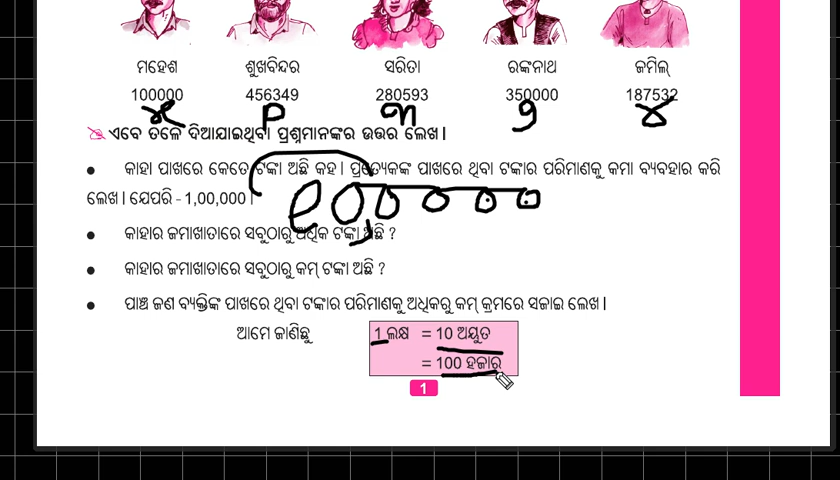 ମହେଶ ଶୁଖବିନ୍ଦର ସରିତା ରଙ୍କନାଥ ଜମିଲ୍
100000 456349 280593 350000 187532
ଏବେ ତଳେ ଦିଆଯାଇଥିବା ପ୍ରଶ୍ନମାନଙ୍କର ଉତ୍ତର ଲେଖ ।
• କାହା ପାଖରେ କେତେ ଟଙ୍କା ଅଛି କହ । ପ୍ରତ୍ୟେକଙ୍କ ପାଖରେ ଥିବା ଟଙ୍କାର ପରିମାଣକୁ କମା ବ୍ୟବହାର କରି
ଲେଖ । ଯେପରି - 1,00,000 ।
• କାହାର ଜମାଖାତାରେ ସବୁଠାରୁ ଅଧିକ ଟଙ୍କା ଅଛି ?
• କାହାର ଜମାଖାତାରେ ସବୁଠାରୁ କମ୍ ଟଙ୍କା ଅଛି ?
• ପାଞ୍ଚ ଜଣ ବ୍ୟକ୍ତିଙ୍କ ପାଖରେ ଥିବା ଟଙ୍କାର ପରିମାଣକୁ ଅଧିକରୁ କମ୍ କ୍ରମରେ ସଜାଇ ଲେଖ ।
ଆମେ ଜାଣିଛୁ 1 ଲକ୍ଷ = 10 ଅୟୁତ
= 100 ହଜାର
1